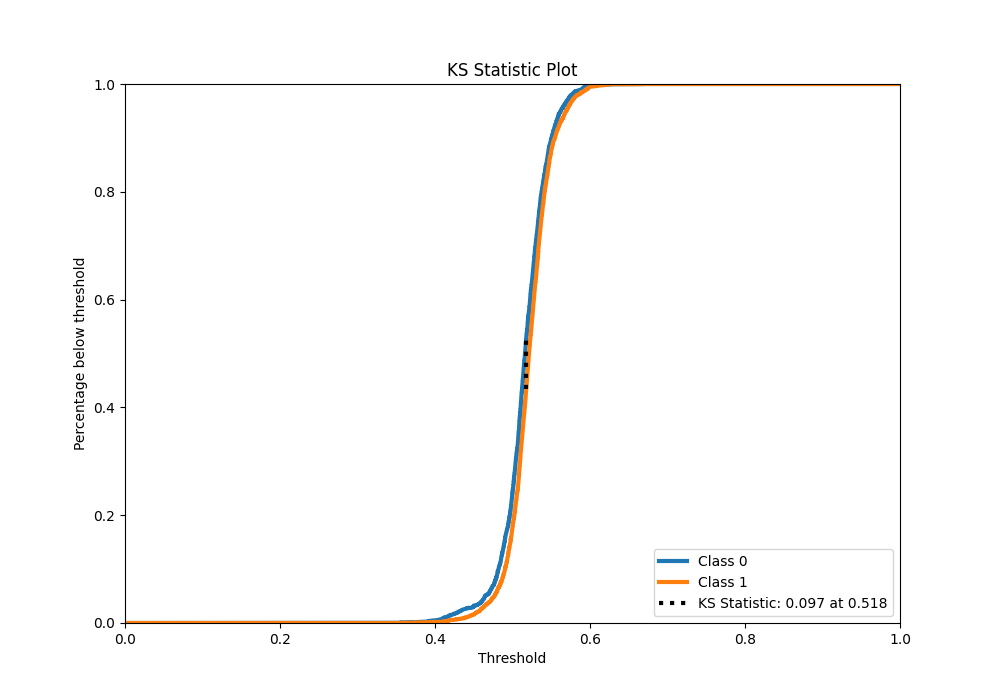 KS Statistic Plot
1.0
0.8
0.6
0.4
0.2
0.0
Percentage below threshold
0.0 0.2 0.4 0.6 0.8 1.0
Threshold
Class 0
Class 1
KS Statistic: 0.097 at 0.518